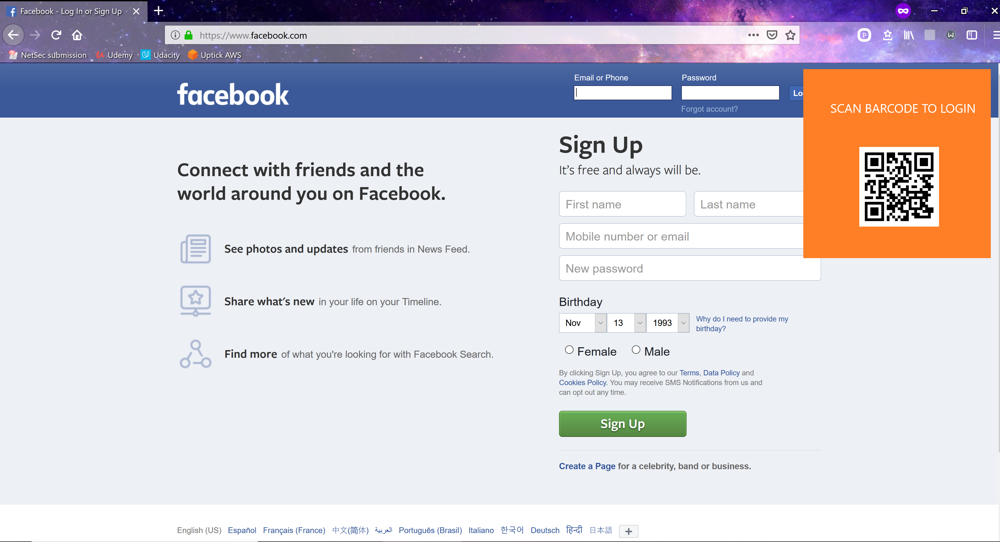 Facebook - Log In or Sign Up
https://www.facebook.com
NetSec submission Udemy Udacity Uptick AWS
facebook
Email or Phone
Password
Lo
Forgot account?
SCAN BARCODE TO LOGIN
Connect with friends and the
world around you on Facebook.
See photos and updates from friends in News Feed.
Share what's new in your life on your Timeline.
Find more of what you're looking for with Facebook Search.
Sign Up
It's free and always will be.
First name
Last name
Mobile number or email
New password
Birthday
Nov 13 1993
Why do I need to provide my
birthday?
Female Male
By clicking Sign Up, you agree to our Terms, Data Policy and
Cookies Policy. You may receive SMS Notifications from us and
can opt out any time.
Sign Up
Create a Page for a celebrity, band or business.
English (US) Español Français (France) 中文(简体) العربية Português (Brasil) Italiano 한국어 Deutsch हिन्दी 日本語